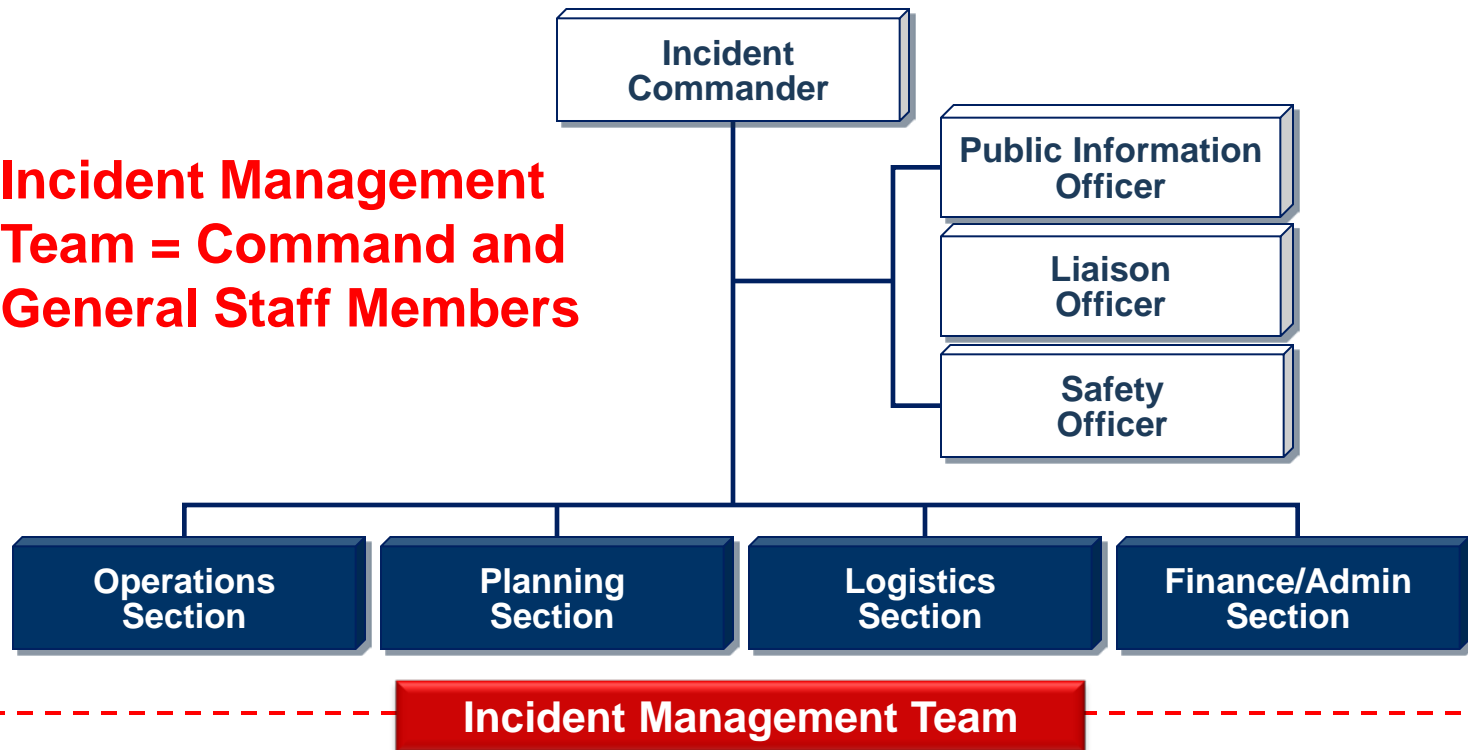 Incident
Commander
Public Information
Officer
Incident Management
Team = Command and
General Staff Members
Liaison
Officer
Safety
Officer
Operations
Section
Planning
Section
Logistics
Section
Finance/Admin
Section
Incident Management Team